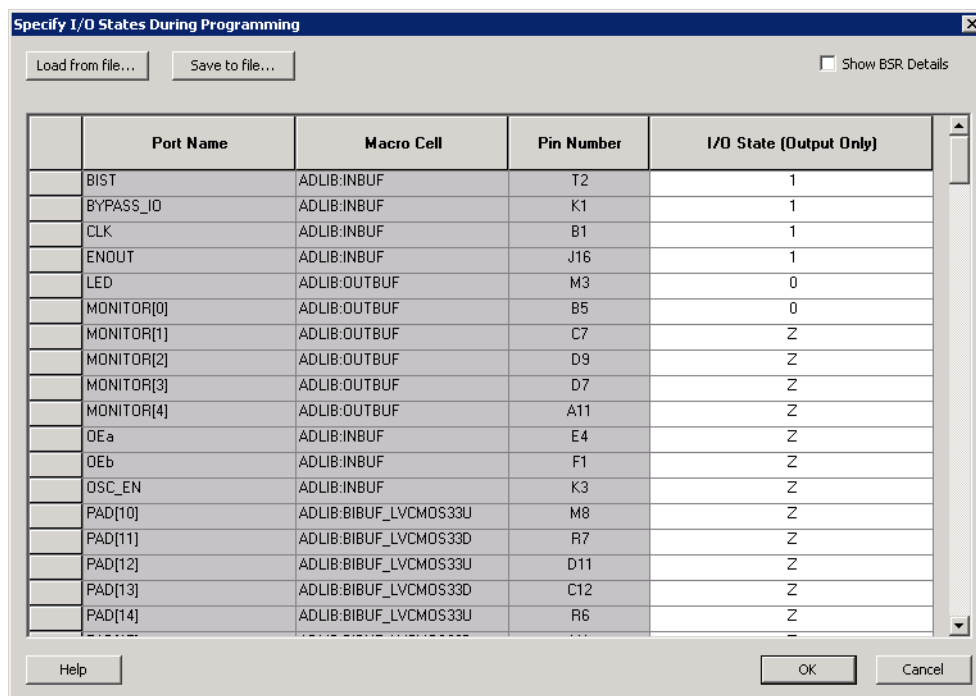 Specify I/O States During Programming
Load from file... Save to file... Show BSR Details
Port Name Macro Cell Pin Number I/O State (Output Only)
BIST ADLIB:INBUF T2 1
BYPASS_IO ADLIB:INBUF K1 1
CLK ADLIB:INBUF B1 1
ENOUT ADLIB:INBUF J16 1
LED ADLIB:OUTBUF M3 0
MONITOR[0] ADLIB:OUTBUF B5 0
MONITOR[1] ADLIB:OUTBUF C7 Z
MONITOR[2] ADLIB:OUTBUF D9 Z
MONITOR[3] ADLIB:OUTBUF D7 Z
MONITOR[4] ADLIB:OUTBUF A11 Z
OEa ADLIB:INBUF E4 Z
OEb ADLIB:INBUF F1 Z
OSC_EN ADLIB:INBUF K3 Z
PAD[10] ADLIB:BIBUF_LVCMOS33U M8 Z
PAD[11] ADLIB:BIBUF_LVCMOS33D R7 Z
PAD[12] ADLIB:BIBUF_LVCMOS33U D11 Z
PAD[13] ADLIB:BIBUF_LVCMOS33D C12 Z
PAD[14] ADLIB:BIBUF_LVCMOS33U R6 Z
Help OK Cancel